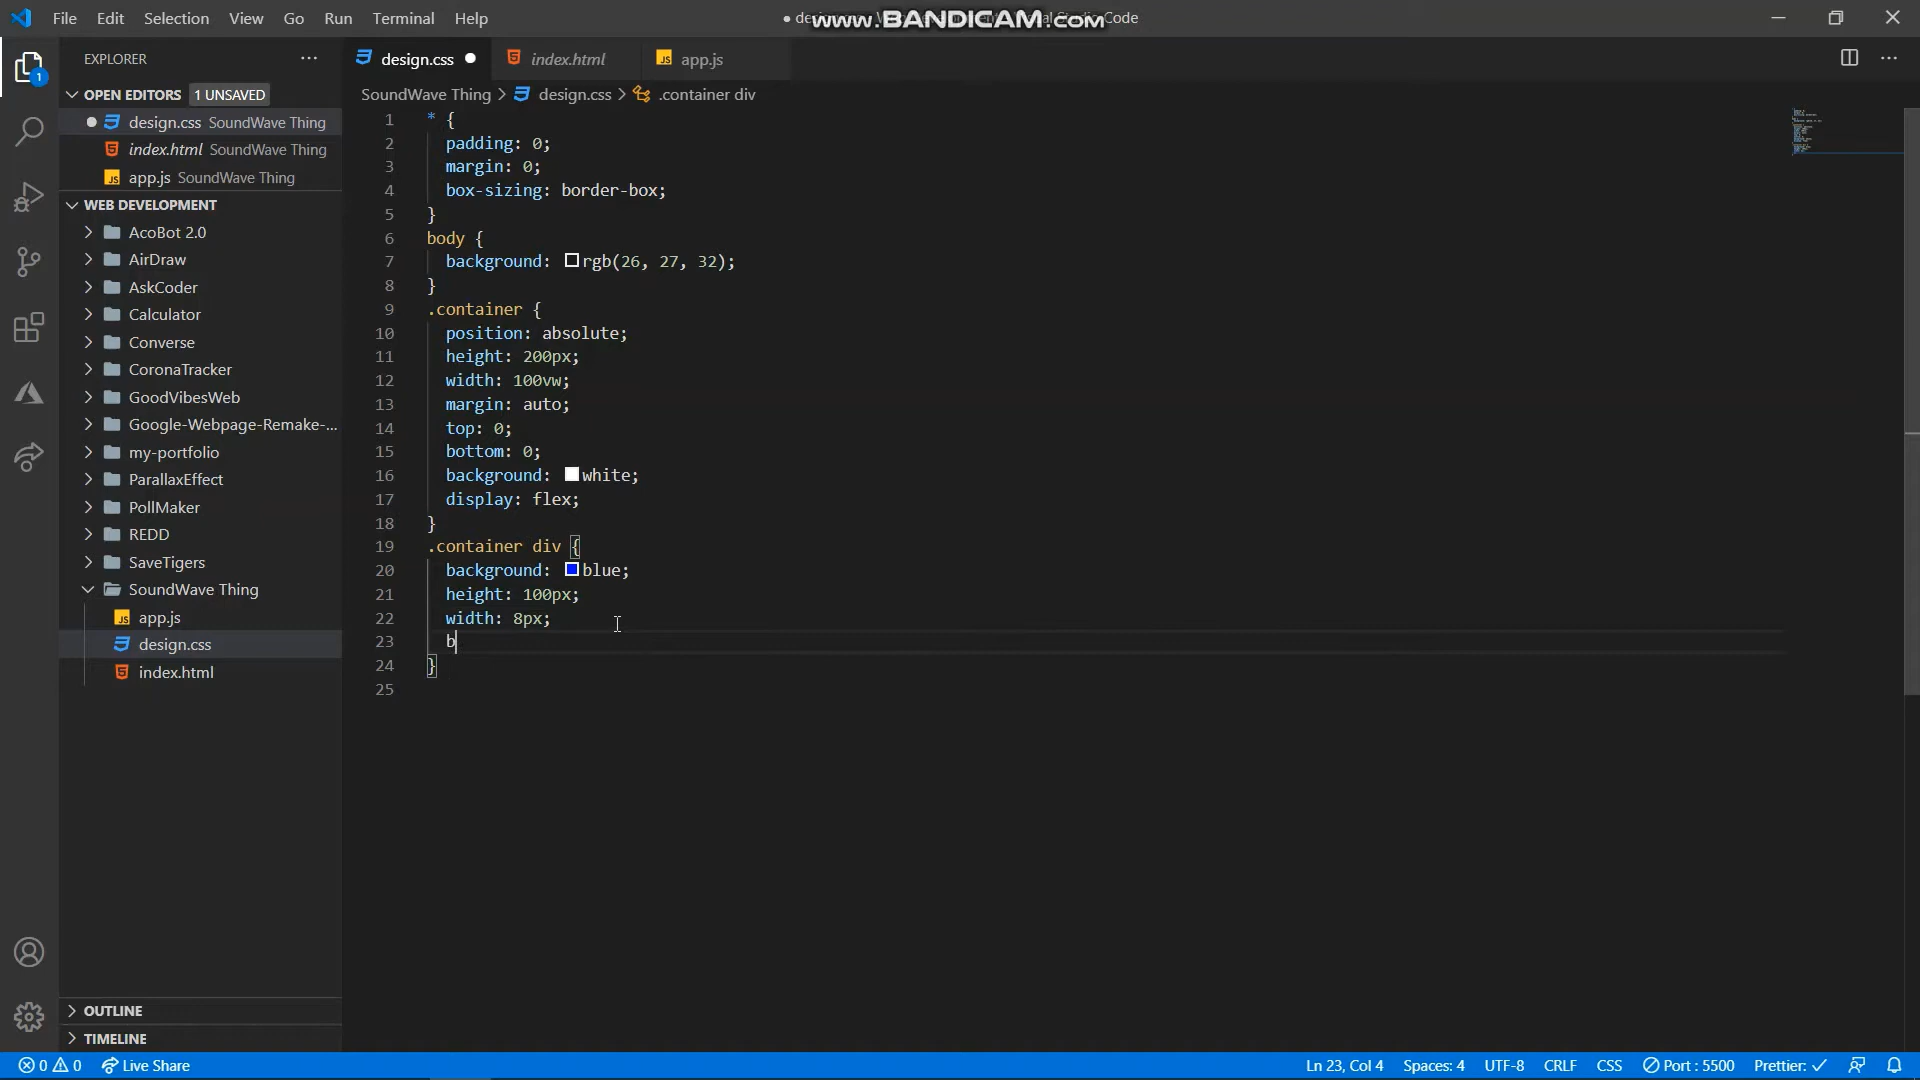 File Edit Selection View Go Run Terminal Help
www.BANDICAM.com
Code
EXPLORER
design.css
index.html
app.js
OPEN EDITORS 1 UNSAVED
design.css SoundWave Thing
index.html SoundWave Thing
app.js SoundWave Thing
WEB DEVELOPMENT
AcoBot 2.0
AirDraw
AskCoder
Calculator
Converse
CoronaTracker
GoodVibesWeb
Google-Webpage-Remake-...
my-portfolio
ParallaxEffect
PollMaker
REDD
SaveTigers
SoundWave Thing
app.js
design.css
index.html
OUTLINE
TIMELINE
SoundWave Thing > design.css > .container div
1 * {
2 padding: 0;
3 margin: 0;
4 box-sizing: border-box;
5 }
6 body {
7 background: rgb(26, 27, 32);
8 }
9 .container {
10 position: absolute;
11 height: 200px;
12 width: 100vw;
13 margin: auto;
14 top: 0;
15 bottom: 0;
16 background: white;
17 display: flex;
18 }
19 .container div {
20 background: blue;
21 height: 100px;
22 width: 8px;
23 b
24 }
25
0 0 Live Share
Ln 23, Col 4 Spaces: 4 UTF-8 CRLF CSS Port : 5500 Prettier: ✓